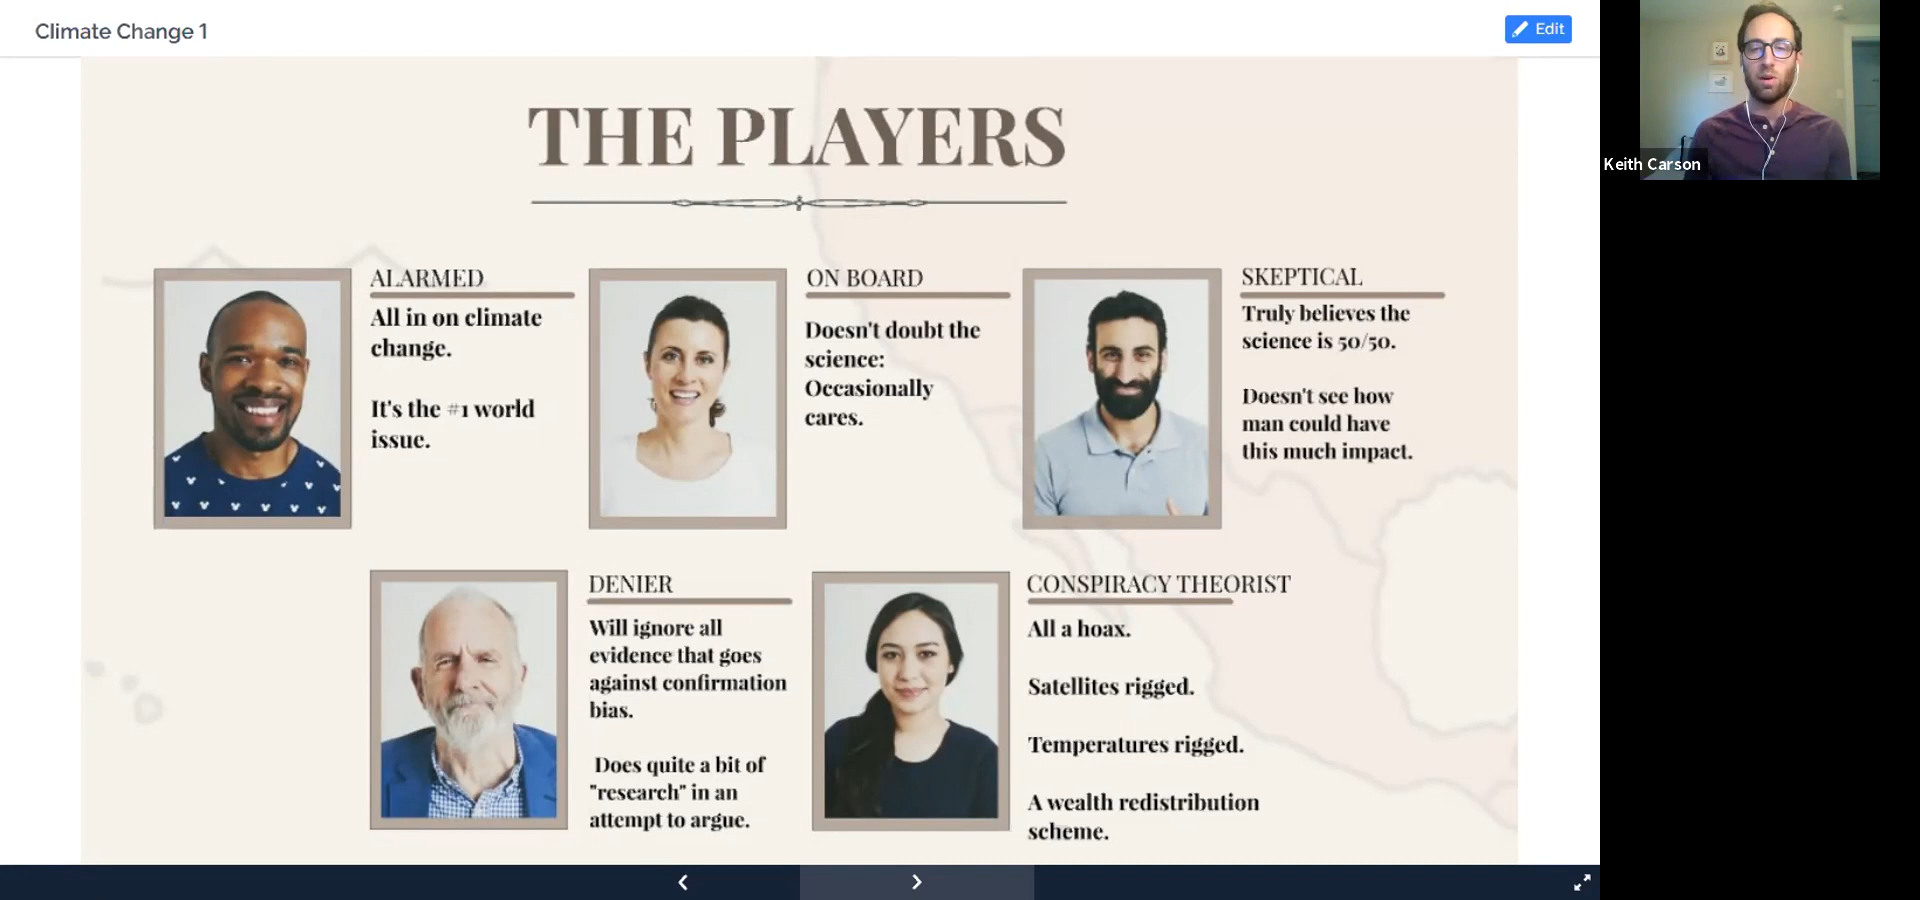 Climate Change 1
Edit
Keith Carson
THE PLAYERS
ALARMED
All in on climate
change.
It's the #1 world
issue.
ON BOARD
Doesn't doubt the
science:
Occasionally
cares.
SKEPTICAL
Truly believes the
science is 50/50.
Doesn't see how
man could have
this much impact.
DENIER
Will ignore all
evidence that goes
against confirmation
bias.
Does quite a bit of
"research" in an
attempt to argue.
CONSPIRACY THEORIST
All a hoax.
Satellites rigged.
Temperatures rigged.
A wealth redistribution
scheme.